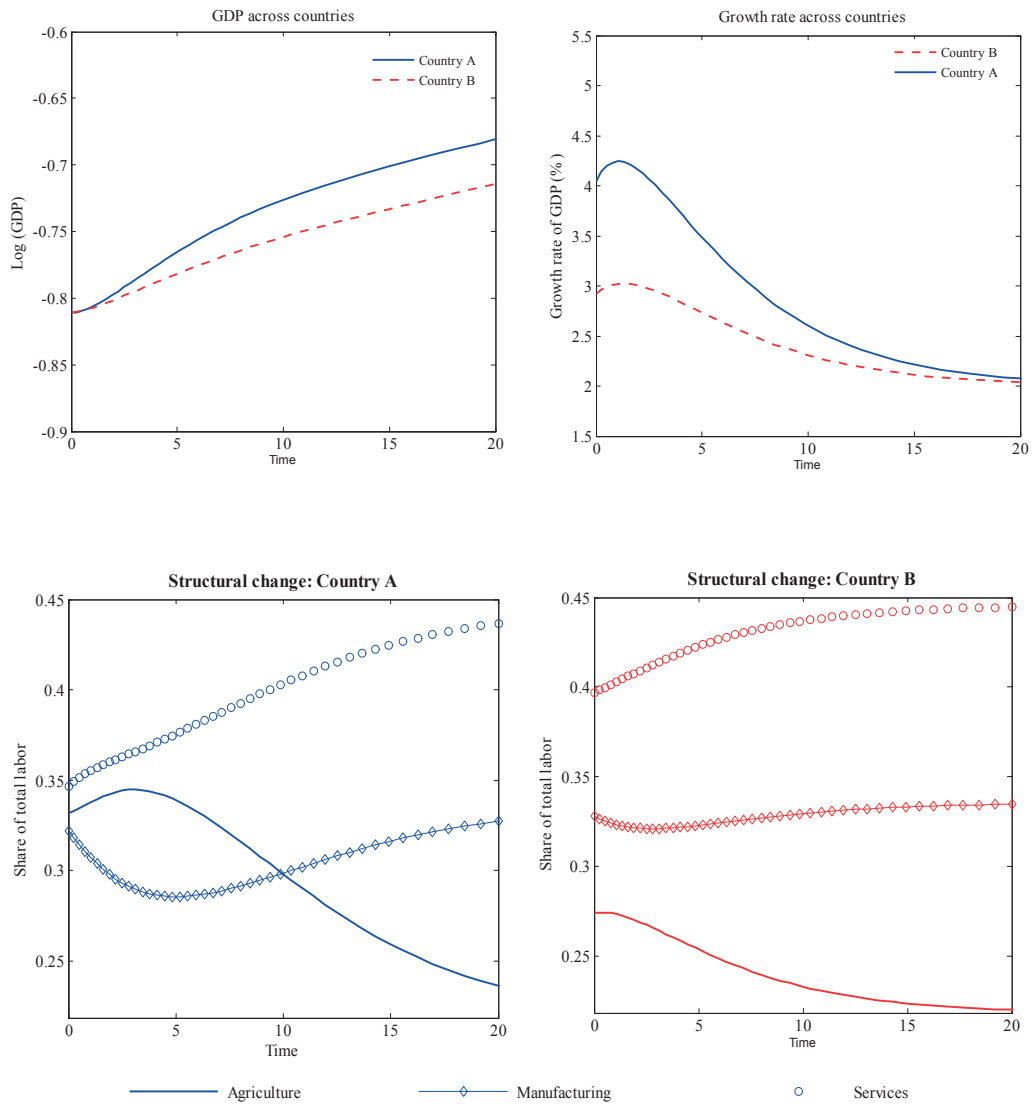 GDP across countries
-0.6
-0.65
-0.7
-0.75
-0.8
-0.85
-0.9
Log (GDP)
Country A
Country B
0 5 10 15 20
Time
Growth rate across countries
5.5
5
4.5
4
3.5
3
2.5
2
1.5
Growth rate of GDP (%)
Country B
Country A
0 5 10 15 20
Time
Structural change: Country A
0.45
0.4
0.35
0.3
0.25
Share of total labor
0 5 10 15 20
Time
Structural change: Country B
0.45
0.4
0.35
0.3
0.25
Share of total labor
0 5 10 15 20
Time
Agriculture Manufacturing Services